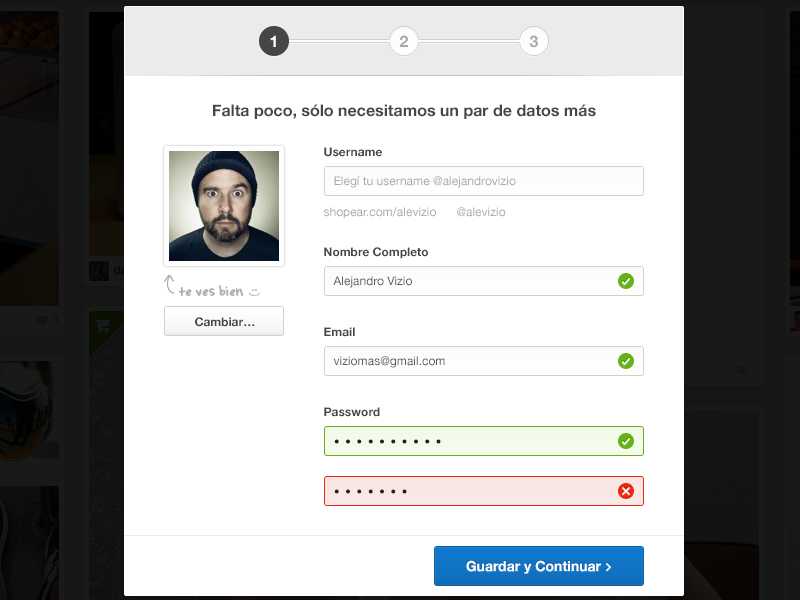 1 2 3
Falta poco, sólo necesitamos un par de datos más
Username
Elegí tu username @alejandrovizio
shopear.com/alevizio @alevizio
te ves bien
Cambiar...
Nombre Completo
Alejandro Vizio
Email
viziomas@gmail.com
Password
Guardar y Continuar ›